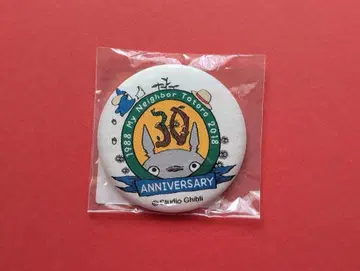 1988 My Neighbor Totoro 2018
30
ANNIVERSARY
© Studio Ghibli